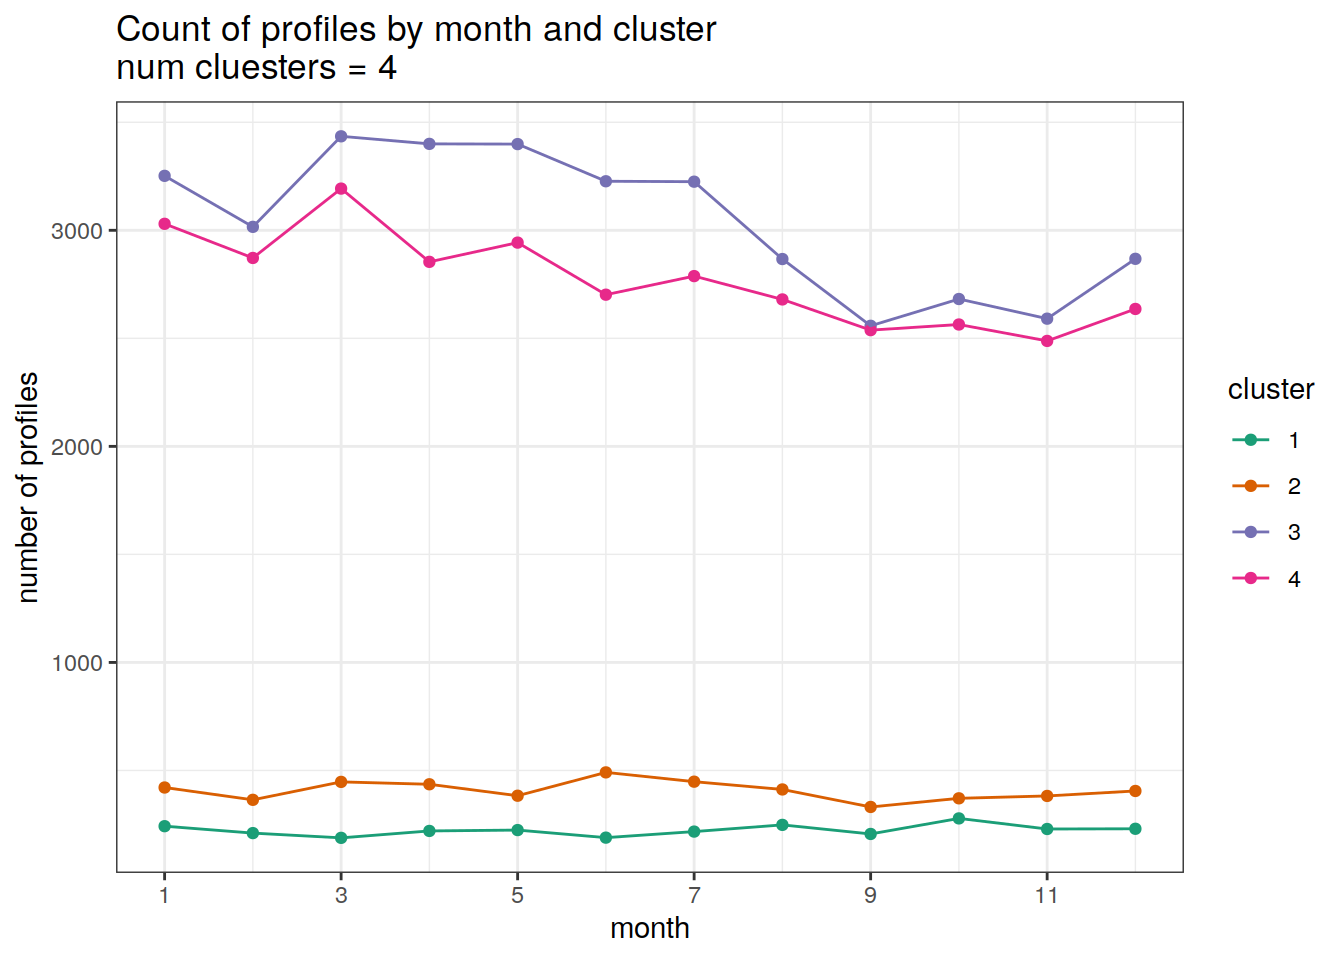 Count of profiles by month and cluster
num cluesters = 4
number of profiles
3000
2000
1000
1 3 5 7 9 11
month
cluster
1
2
3
4